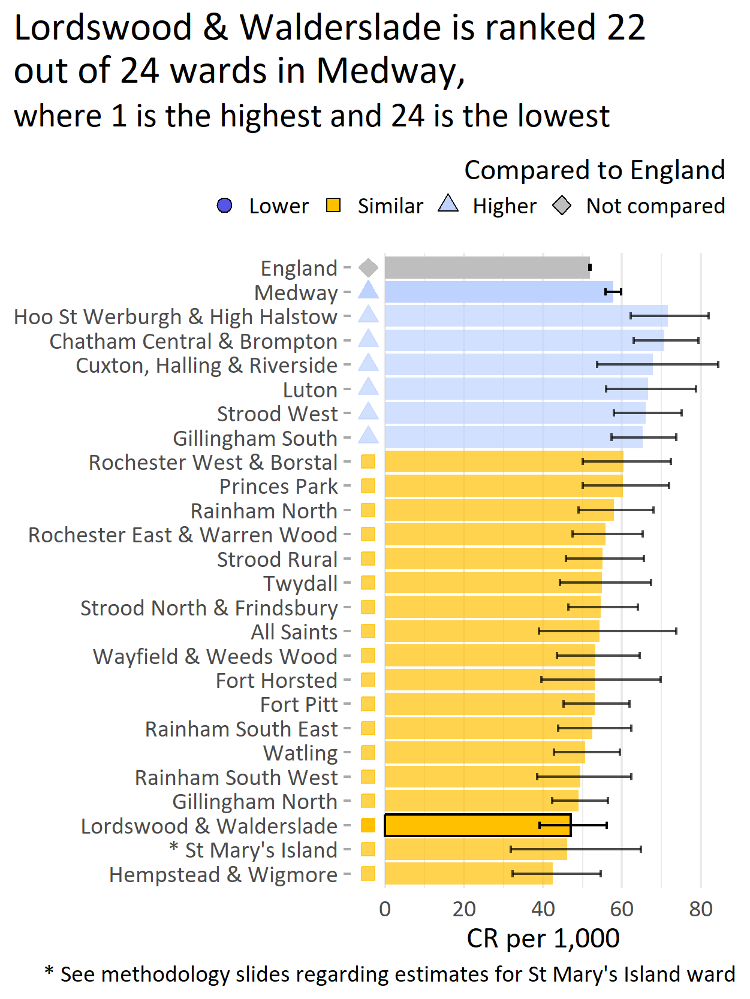 Lordswood & Walderslade is ranked 22
out of 24 wards in Medway,
where 1 is the highest and 24 is the lowest
Compared to England
Lower Similar Higher Not compared
England
Medway
Hoo St Werburgh & High Halstow
Chatham Central & Brompton
Cuxton, Halling & Riverside
Luton
Strood West
Gillingham South
Rochester West & Borstal
Princes Park
Rainham North
Rochester East & Warren Wood
Strood Rural
Twydall
Strood North & Frindsbury
All Saints
Wayfield & Weeds Wood
Fort Horsted
Fort Pitt
Rainham South East
Watling
Rainham South West
Gillingham North
Lordswood & Walderslade
* St Mary's Island
Hempstead & Wigmore
0 20 40 60 80
CR per 1,000
* See methodology slides regarding estimates for St Mary's Island ward